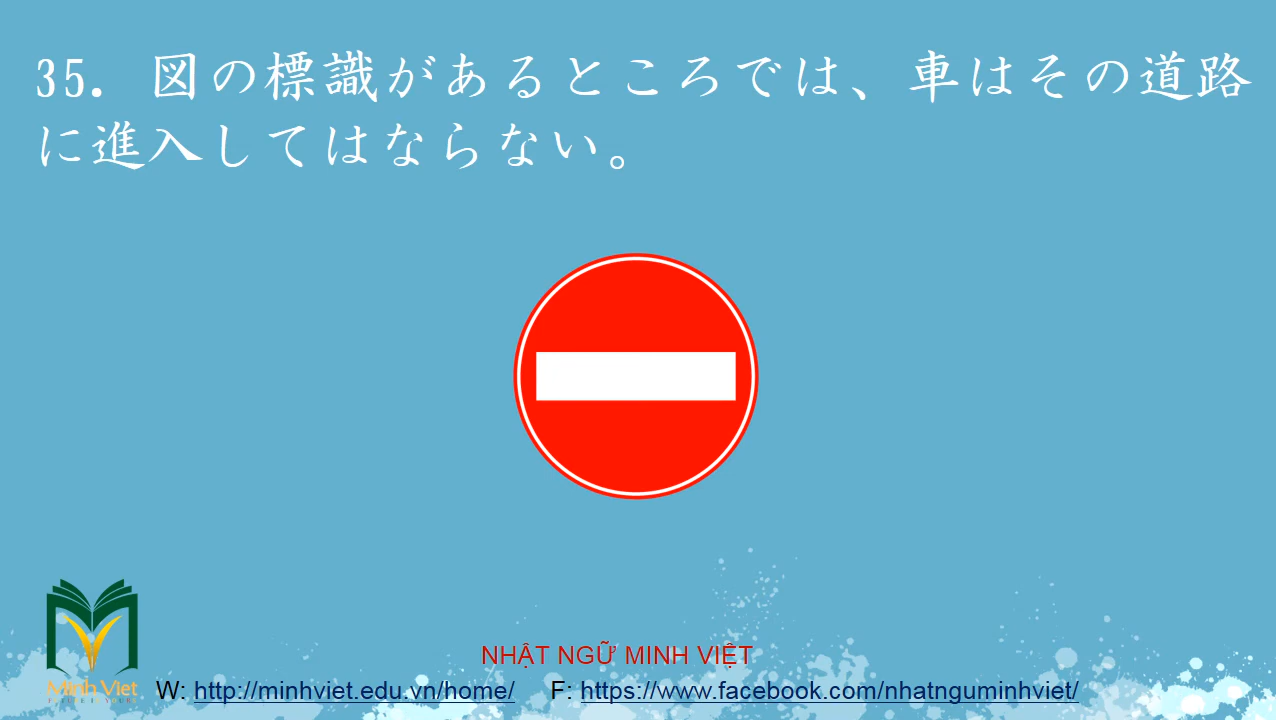 35. 図の標識があるところでは、車はその道路
に進入してはならない。
NHẬT NGỮ MINH VIỆT
Minh Viet
W: http://minhviet.edu.vn/home/ F: https://www.facebook.com/nhatnguminhviet/